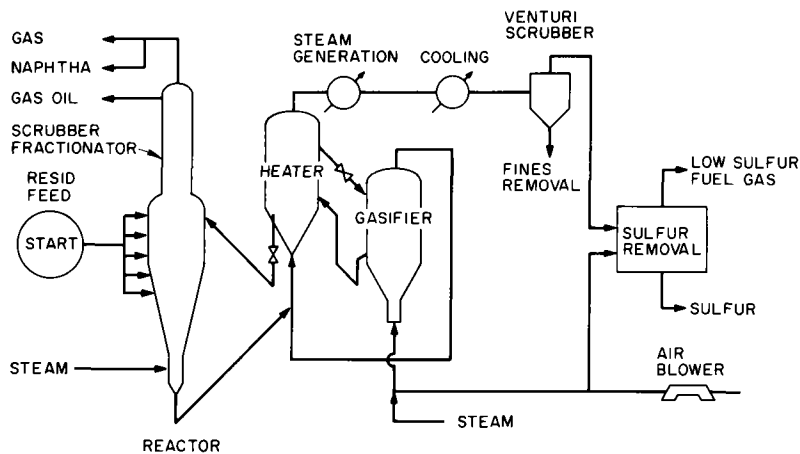 GAS
NAPHTHA
GAS OIL
SCRUBBER
FRACTIONATOR
RESID
FEED
START
STEAM
REACTOR
STEAM
GENERATION
COOLING
VENTURI
SCRUBBER
HEATER
GASIFIER
FINES
REMOVAL
LOW SULFUR
FUEL GAS
SULFUR
REMOVAL
SULFUR
AIR
BLOWER
STEAM